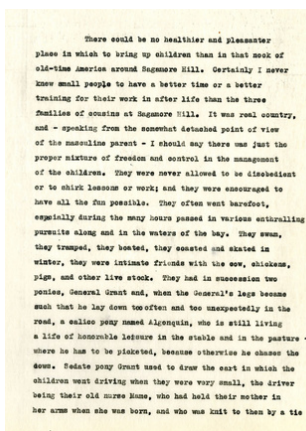 There could be no healthier and pleasanter
place in which to bring up children than in that nook of
old-time America around Sagamore Hill. Certainly I never
knew small people to have a better time or a better
training for their work in after life than the three
families of cousins at Sagamore Hill. It was real country,
and - speaking from the somewhat detached point of view
of the masculine parent - I should say there was just the
proper mixture of freedom and control in the management
of the children. They were never allowed to be disobedient
or to shirk lessons or work; and they were encouraged to
have all the fun possible. They often went barefoot,
especially during the many hours passed in various enthralling
pursuits along and in the waters of the bay. They swam,
they tramped, they boated, they coasted and skated in
winter, they were intimate friends with the cow, chickens,
pigs, and other live stock. They had in succession two
ponies, General Grant and, when the General's legs became
such that he lay down too often and too unexpectedly in the
road, a calico pony named Algonquin, who is still living
a life of honorable leisure in the stable and in the pasture -
where he has to be picketed, because otherwise he chases the
cows. Sedate pony Grant used to draw the cart in which the
children went driving when they were very small, the driver
being their old nurse Mame, who had held their mother in
her arms when she was born, and who was knit to them by a tie